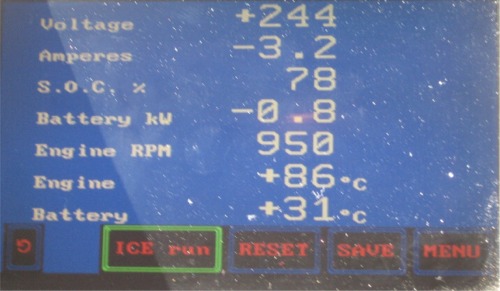 Voltage +244
Amperes -3.2
S.O.C. % 78
Battery kW -0.8
Engine RPM 950
Engine +86°C
Battery +31°C
ICE run RESET SAVE MENU